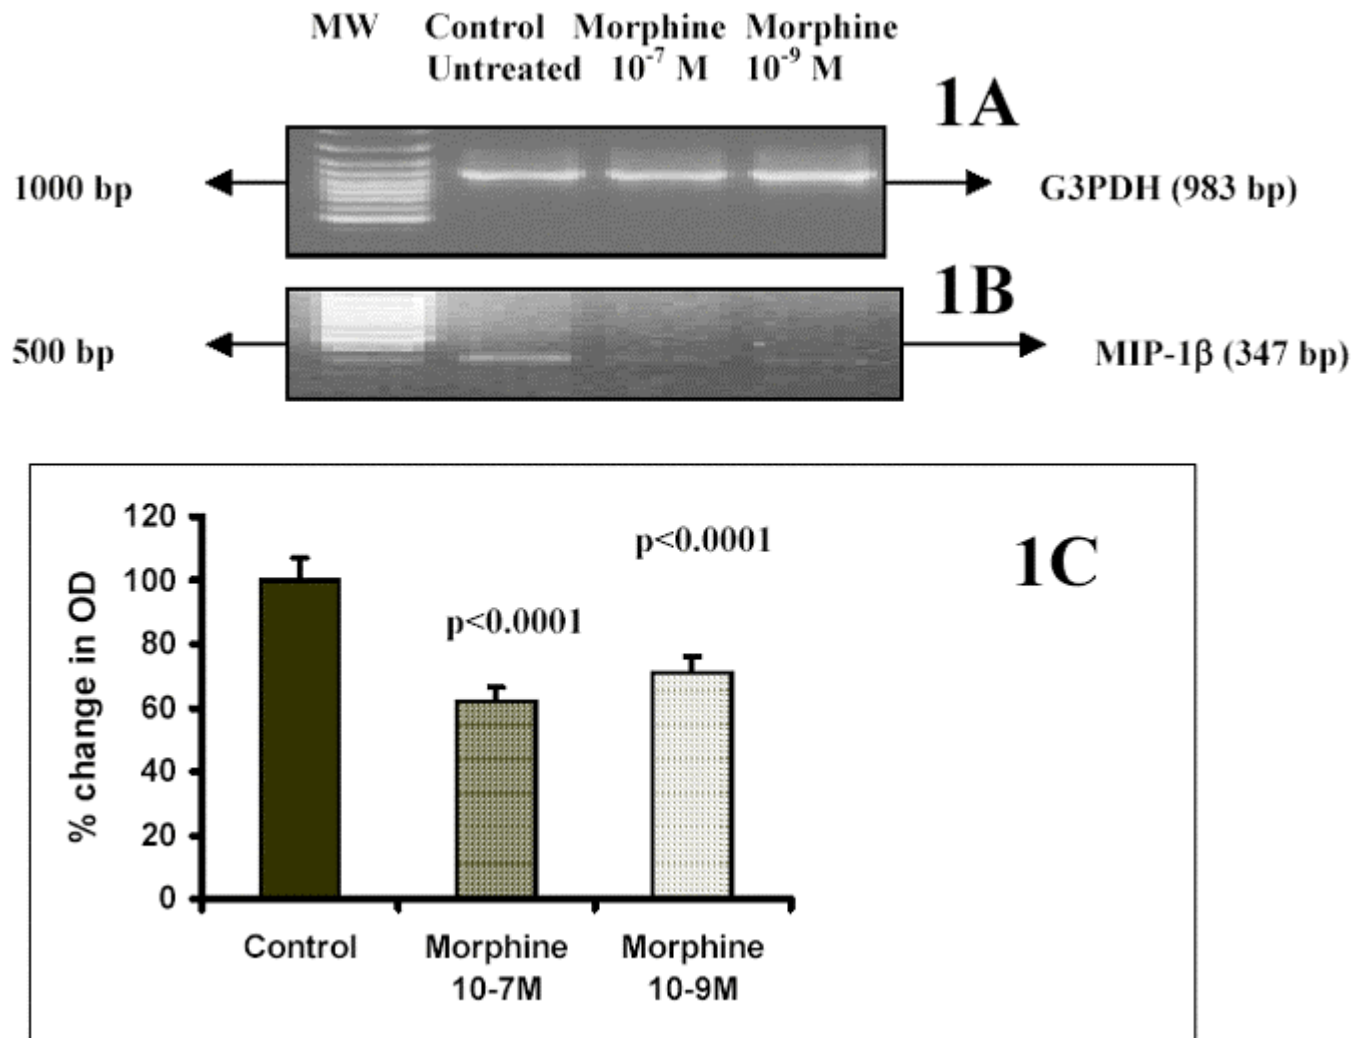 MW Control Morphine Morphine
Untreated 10⁻⁷ M 10⁻⁹ M
1A
1000 bp G3PDH (983 bp)
1B
500 bp MIP-1β (347 bp)
1C
120
100
80
60
40
20
0
% change in OD
p<0.0001
p<0.0001
Control Morphine Morphine
10-7M 10-9M